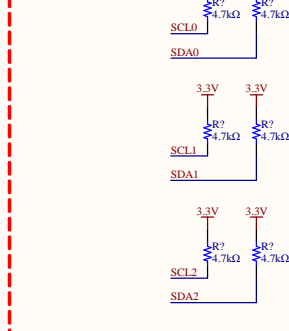 R? R?
4.7kΩ 4.7kΩ
SCL0
SDA0
3.3V 3.3V
R? R?
4.7kΩ 4.7kΩ
SCL1
SDA1
3.3V 3.3V
R? R?
4.7kΩ 4.7kΩ
SCL2
SDA2